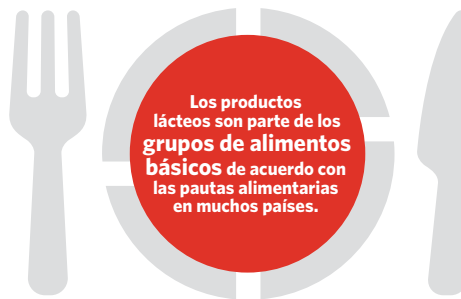 Los productos
lácteos son parte de los
grupos de alimentos
básicos de acuerdo con
las pautas alimentarias
en muchos países.